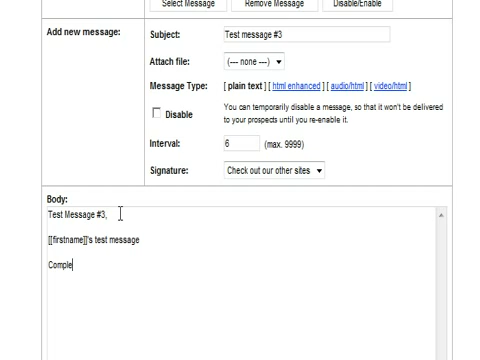 Select Message Remove Message Disable/Enable
Add new message: Subject: Test message #3
Attach file: (--- none ---)
Message Type: [ plain text ] [ html enhanced ] [ audio/html ] [ video/html ]
Disable You can temporarily disable a message, so that it won't be delivered
to your prospects until you re-enable it.
Interval: 6 (max. 9999)
Signature: Check out our other sites
Body:
Test Message #3,
[[firstname]]'s test message
Comple